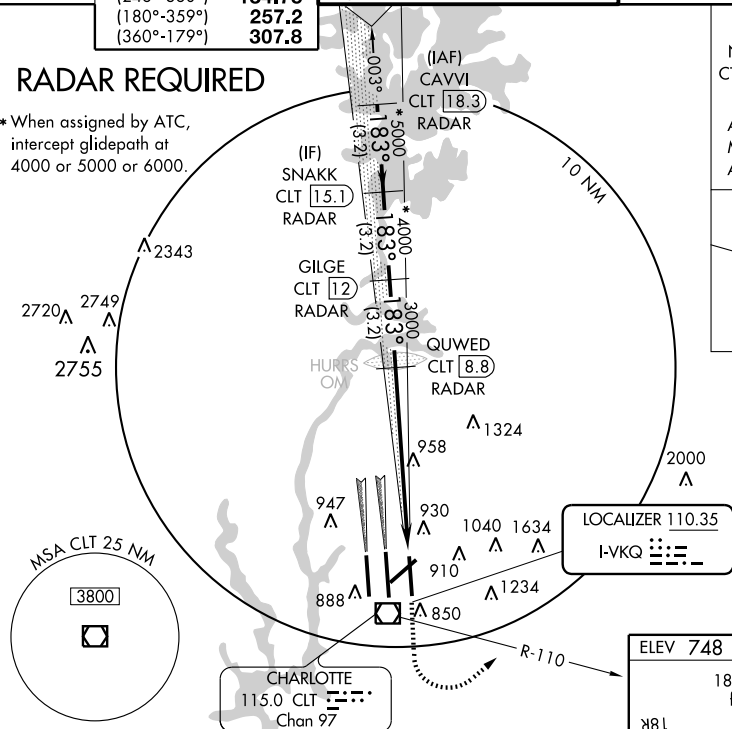 (180°-359°) 257.2
(360°-179°) 307.8
RADAR REQUIRED
* When assigned by ATC,
intercept glidepath at
4000 or 5000 or 6000.
003°
(IAF)
CAVVI
CLT 18.3
RADAR
* 5000
183°
(3.2)
(IF)
SNAKK
CLT 15.1
RADAR
* 4000
183°
(3.2)
10 NM
GILGE
CLT 12
RADAR
3000
183°
(3.2)
QUWED
CLT 8.8
RADAR
HURRS
OM
2343
2720
2749
2755
1324
958
2000
947
930
1040
1634
910
888
850
1234
LOCALIZER 110.35
I-VKQ
MSA CLT 25 NM
3800
R-110
CHARLOTTE
115.0 CLT
Chan 97
ELEV 748
18
18R